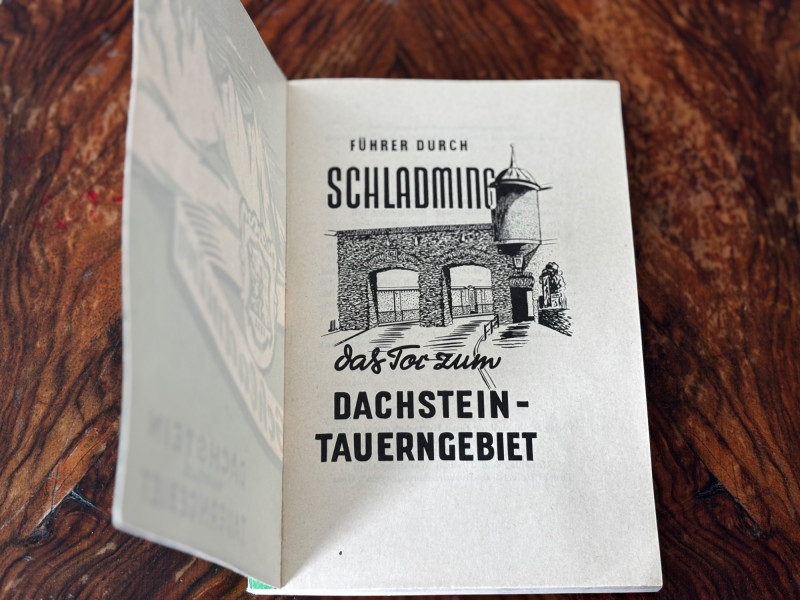 FÜHRER DURCH
SCHLADMING
das Tor zum
DACHSTEIN-
TAUERNGEBIET